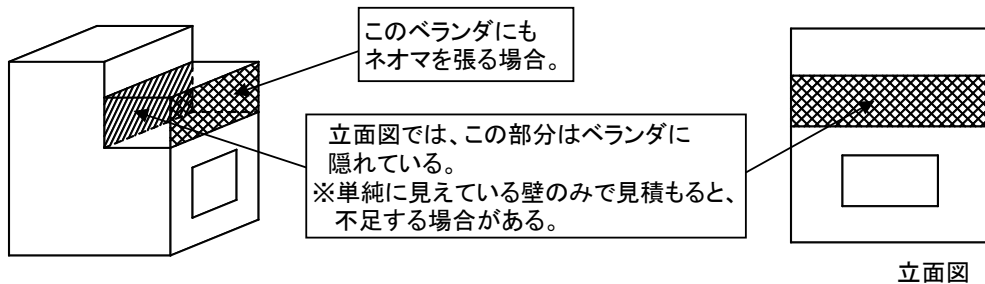 このベランダにも
ネオマを張る場合。
立面図では、この部分はベランダに
隠れている。
※単純に見えている壁のみで見積もると、
不足する場合がある。
立面図